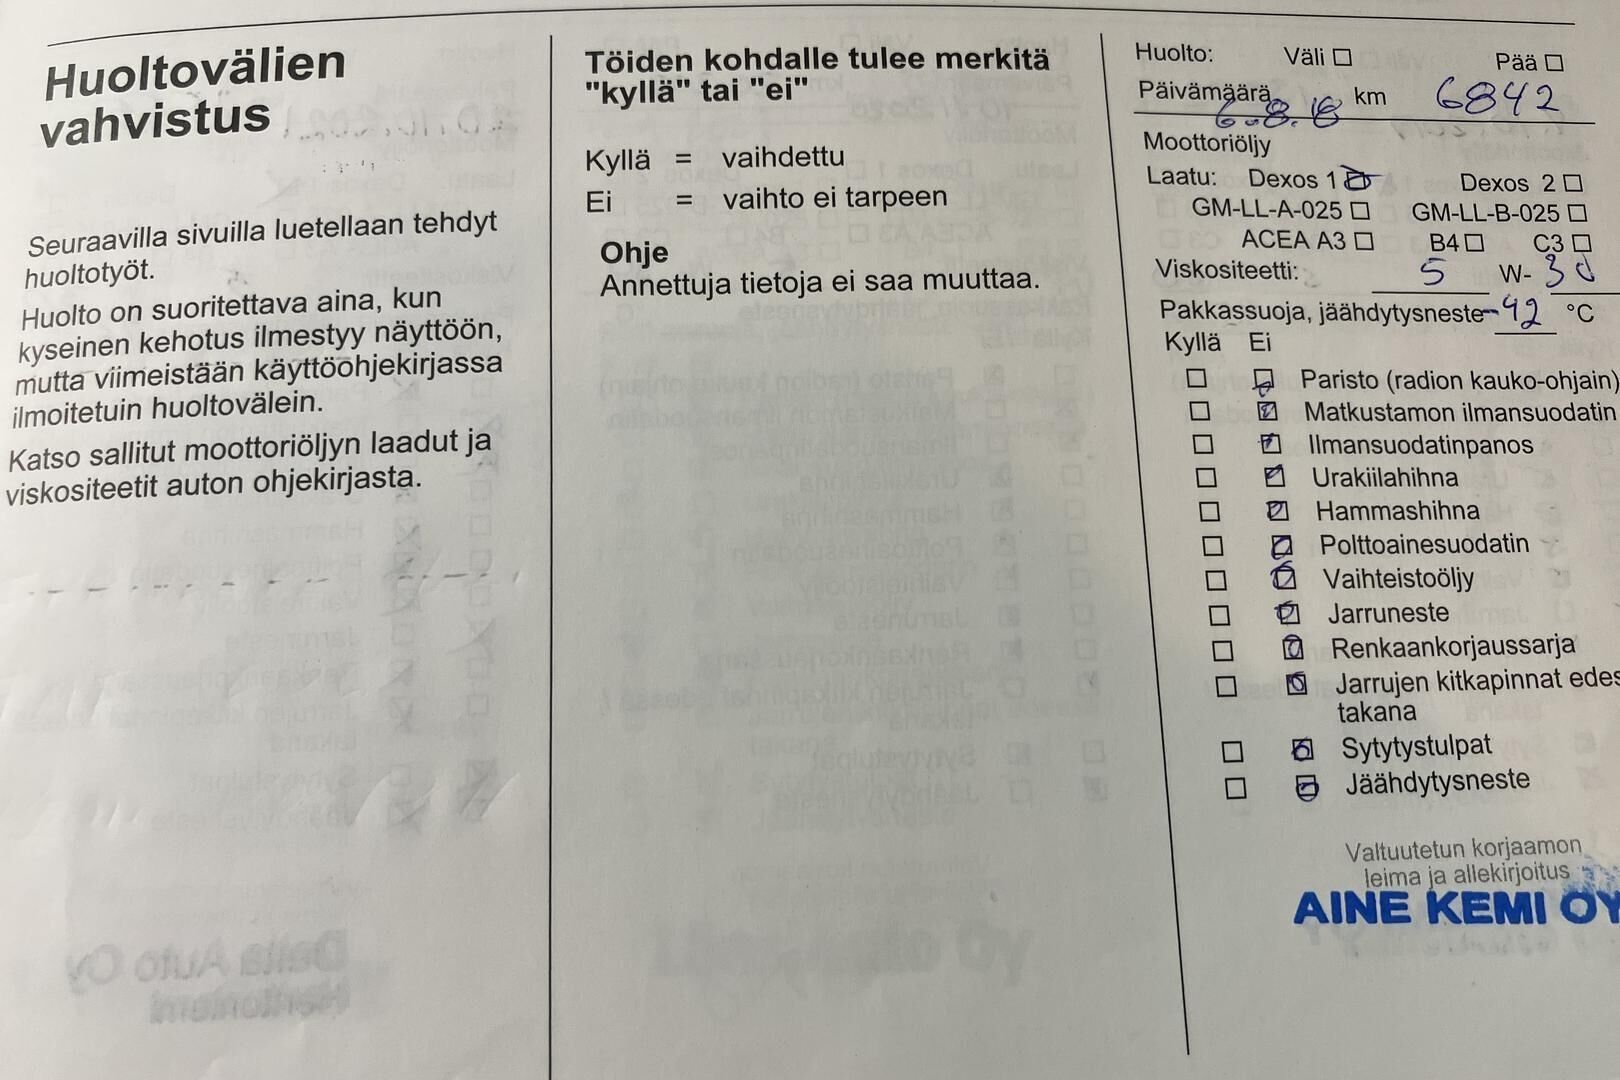 Huoltovälien
vahvistus
Seuraavilla sivuilla luetellaan tehdyt
huoltotyöt.
Huolto on suoritettava aina, kun
kyseinen kehotus ilmestyy näyttöön,
mutta viimeistään käyttöohjekirjassa
ilmoitetuin huoltovälein.
Katso sallitut moottoriöljyn laadut ja
viskositeetit auton ohjekirjasta.
Töiden kohdalle tulee merkitä
"kyllä" tai "ei"
Kyllä = vaihdettu
Ei = vaihto ei tarpeen
Ohje
Annettuja tietoja ei saa muuttaa.
Huolto: Väli ☐ Pää ☐
Päivämäärä 6.8.18 km 6842
Moottoriöljy
Laatu: Dexos 1 ☑ Dexos 2 ☐
GM-LL-A-025 ☐ GM-LL-B-025 ☐
ACEA A3 ☐ B4 ☐ C3 ☐
Viskositeetti: 5 W- 30
Pakkassuoja, jäähdytysneste -42 °C
Kyllä Ei
☐ ☑ Paristo (radion kauko-ohjain)
☐ ☑ Matkustamon ilmansuodatin
☐ ☑ Ilmansuodatinpanos
☐ ☑ Urakiilahihna
☐ ☑ Hammashihna
☐ ☑ Polttoainesuodatin
☐ ☑ Vaihteistoöljy
☐ ☑ Jarruneste
☐ ☑ Renkaankorjaussarja
☐ ☑ Jarrujen kitkapinnat edes
takana
☐ ☑ Sytytystulpat
☐ ☑ Jäähdytysneste
Valtuutetun korjaamon
leima ja allekirjoitus
AINE KEMI OY